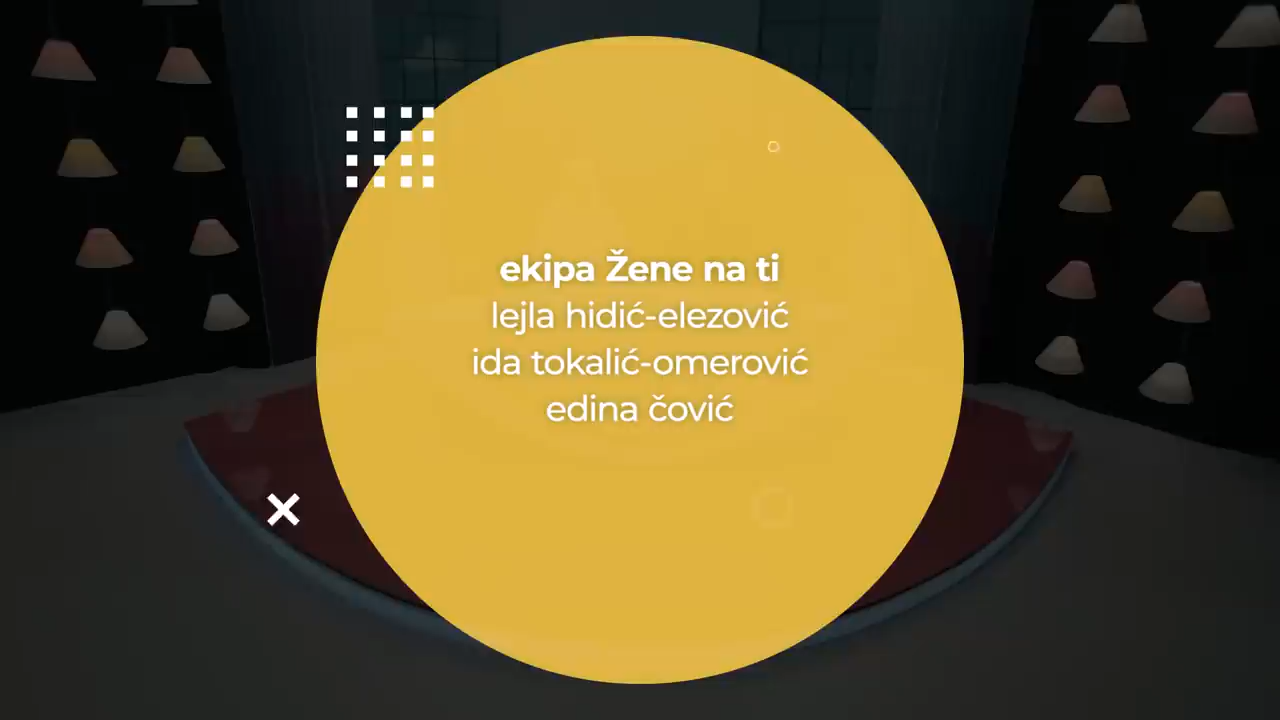 ekipa Žene na ti
lejla hidić-elezović
ida tokalić-omerović
edina čović